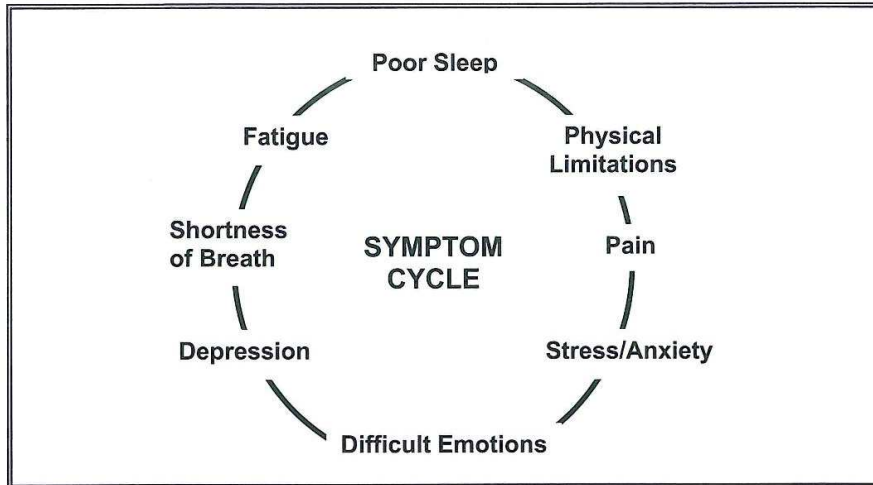 Poor Sleep
Fatigue
Physical
Limitations
Shortness
of Breath
SYMPTOM
CYCLE
Pain
Depression
Stress/Anxiety
Difficult Emotions